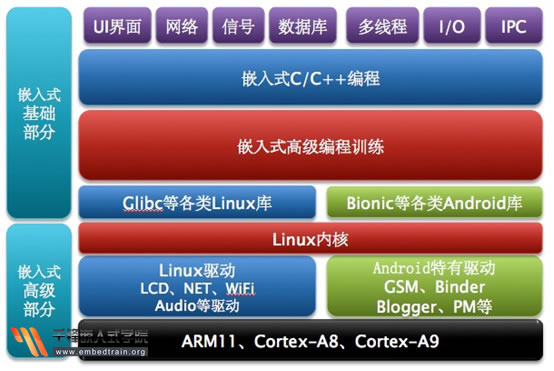 UI界面 网络 信号 数据库 多线程 I/O IPC
嵌入式
基础
部分
嵌入式C/C++编程
嵌入式高级编程训练
Glibc等各类Linux库 Bionic等各类Android库
嵌入式
高级
部分
Linux内核
Linux驱动
LCD、NET、WiFi
Audio等驱动
Android特有驱动
GSM、Binder
Blogger、PM等
ARM11、Cortex-A8、Cortex-A9
千锋嵌入式学院
www.embedtrain.org